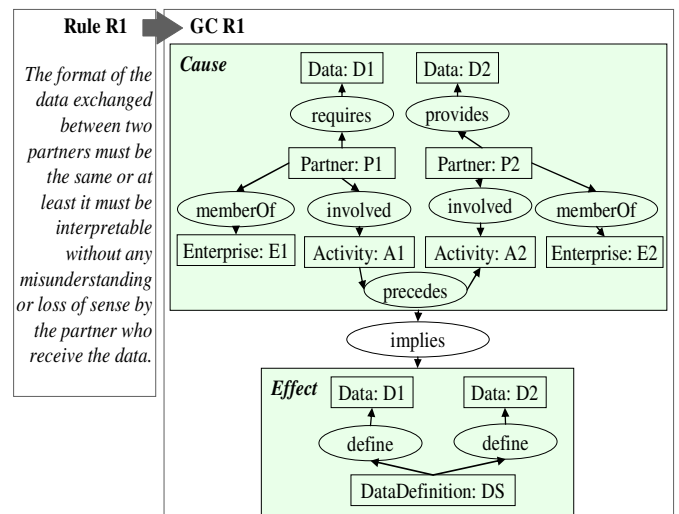 Rule R1
The format of the
data exchanged
between two
partners must be
the same or at
least it must be
interpretable
without any
misunderstanding
or loss of sense by
the partner who
receive the data.
GC R1
Cause
Data: D1 Data: D2
requires provides
Partner: P1 Partner: P2
memberOf involved involved memberOf
Enterprise: E1 Activity: A1 Activity: A2 Enterprise: E2
precedes
implies
Effect Data: D1 Data: D2
define define
DataDefinition: DS